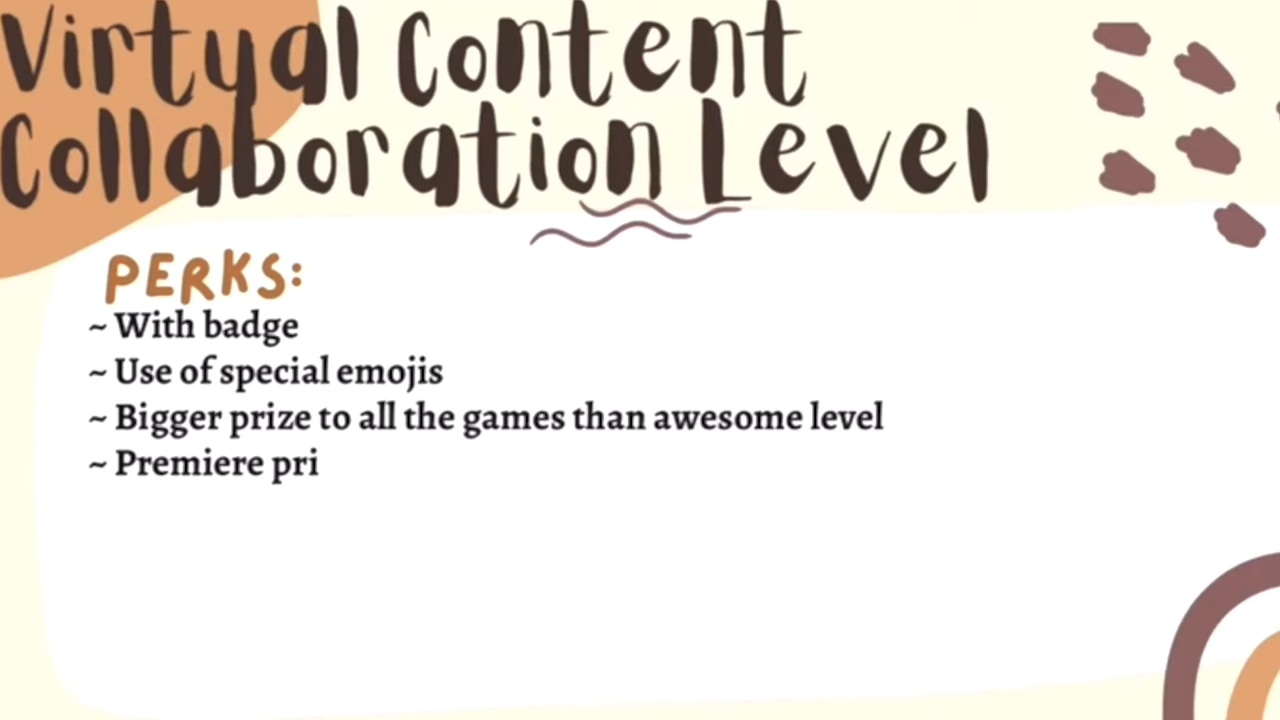 Virtual Content
Collaboration Level
PERKS:
~ With badge
~ Use of special emojis
~ Bigger prize to all the games than awesome level
~ Premiere pri